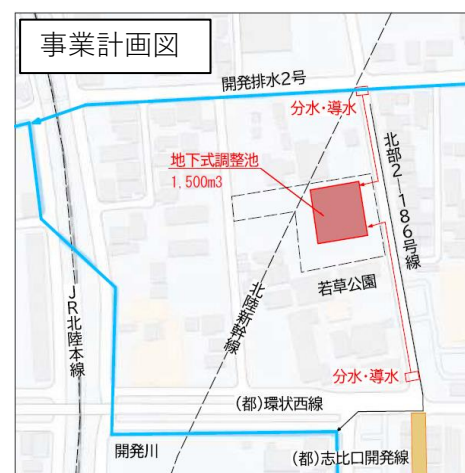 事業計画図
開発排水2号
分水・導水
地下式調整池
1.500m3
北部2―186号線
若草公園
北陸新幹線
JR北陸本線
分水・導水
(都)環状西線
開発川
(都)志比口開発線